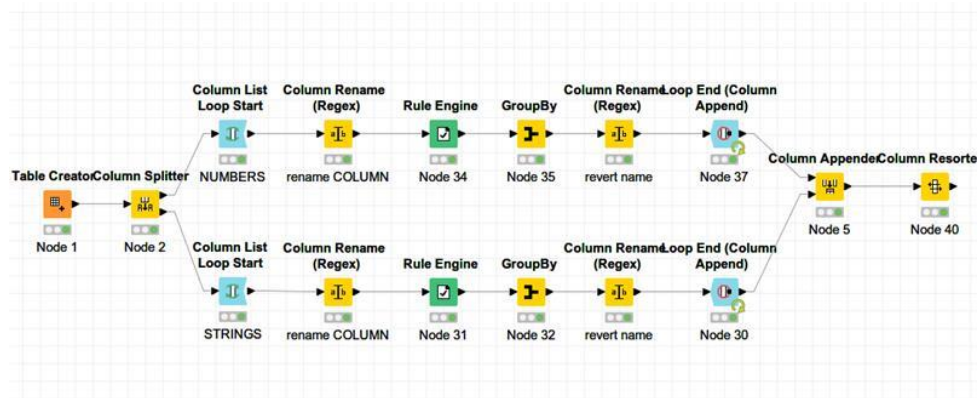 Column List
Loop Start
Column Rename
(Regex)
Rule Engine
GroupBy
Column Rename
(Regex)
Loop End (Column
Append)
NUMBERS
rename COLUMN
Node 34
Node 35
revert name
Node 37
Table Creator
Column Splitter
Node 1
Node 2
Column List
Loop Start
Column Rename
(Regex)
Rule Engine
GroupBy
Column Rename
(Regex)
Loop End (Column
Append)
STRINGS
rename COLUMN
Node 31
Node 32
revert name
Node 30
Column Appender
Column Resorte
Node 5
Node 40